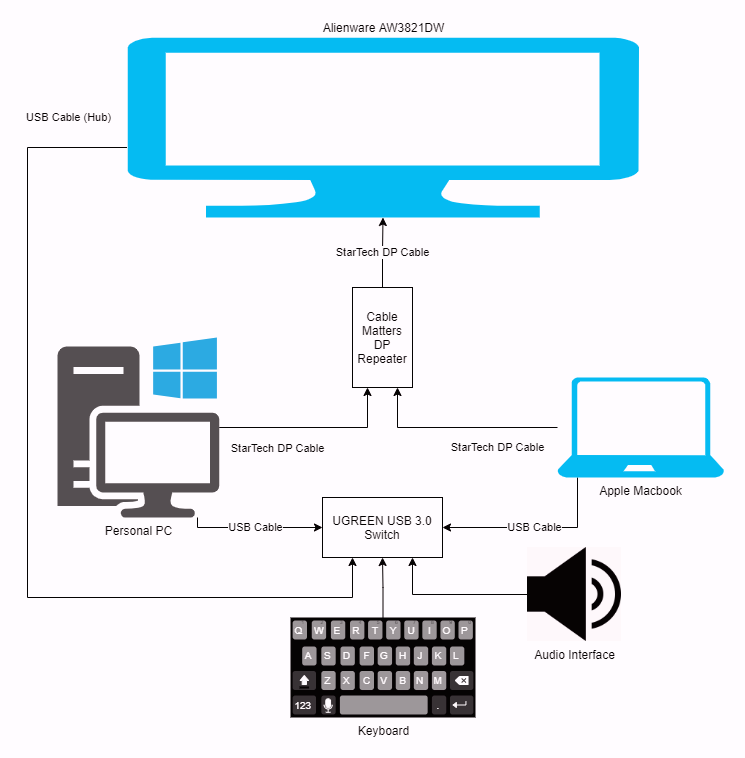 Alienware AW3821DW
USB Cable (Hub)
StarTech DP Cable
Cable
Matters
DP
Repeater
StarTech DP Cable
StarTech DP Cable
Apple Macbook
Personal PC
USB Cable
UGREEN USB 3.0
Switch
USB Cable
Audio Interface
Q W E R T Y U I O P
A S D F G H J K L
Z X C V B N M
123 .
Keyboard